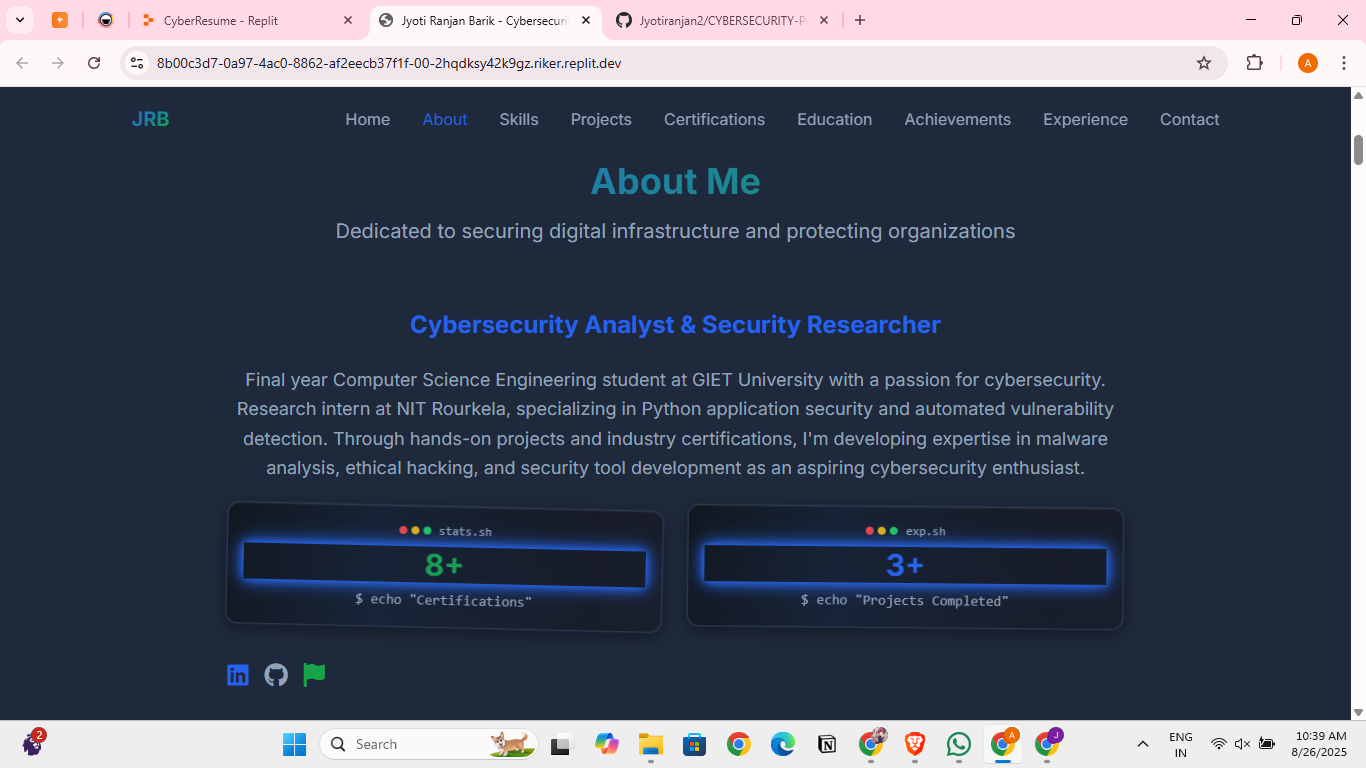 CyberResume - Replit
Jyoti Ranjan Barik - Cybersecuri
Jyotiranjan2/CYBERSECURITY-P
8b00c3d7-0a97-4ac0-8862-af2eecb37f1f-00-2hqdksy42k9gz.riker.replit.dev
A
JRB
Home About Skills Projects Certifications Education Achievements Experience Contact
About Me
Dedicated to securing digital infrastructure and protecting organizations
Cybersecurity Analyst & Security Researcher
Final year Computer Science Engineering student at GIET University with a passion for cybersecurity.
Research intern at NIT Rourkela, specializing in Python application security and automated vulnerability
detection. Through hands-on projects and industry certifications, I'm developing expertise in malware
analysis, ethical hacking, and security tool development as an aspiring cybersecurity enthusiast.
stats.sh
8+
$ echo "Certifications"
exp.sh
3+
$ echo "Projects Completed"
in
2
Search
A
J
ENG
IN
10:39 AM
8/26/2025